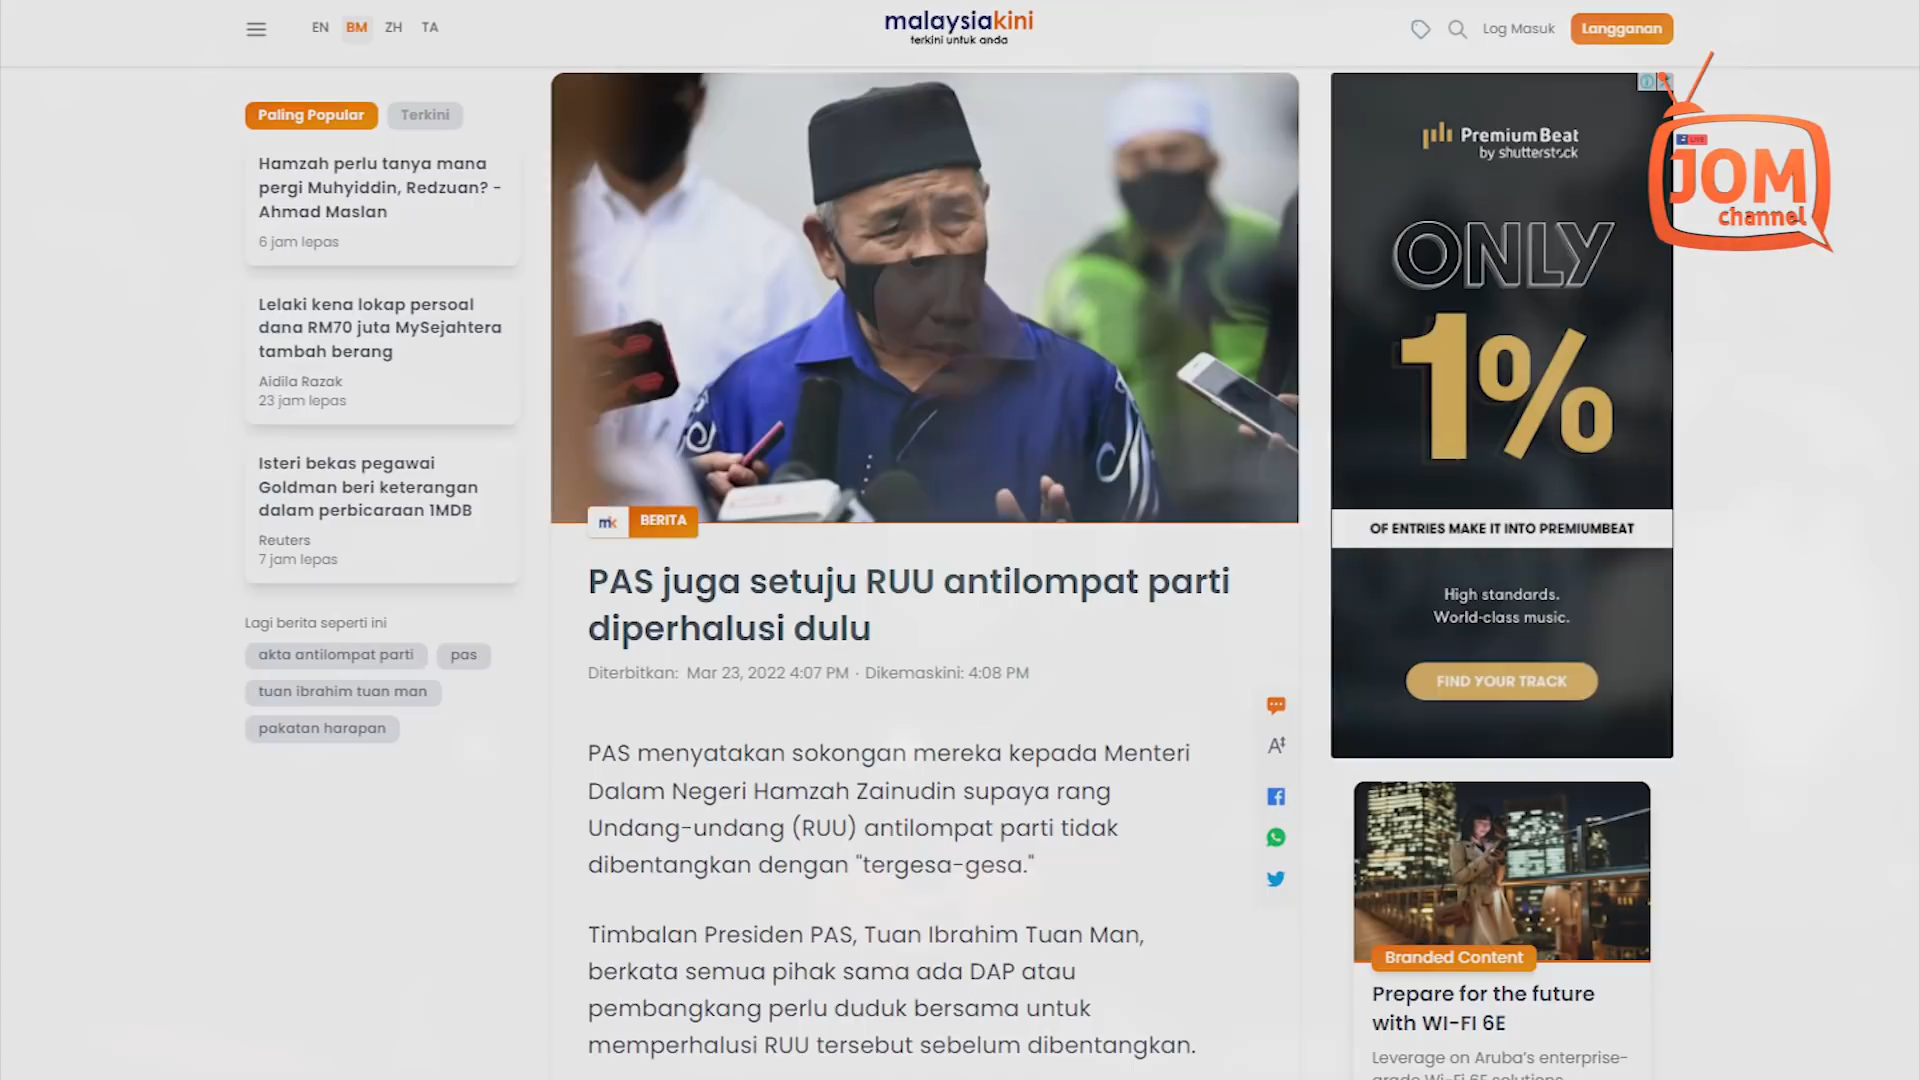 EN BM ZH TA
malaysiakini
terkini untuk anda
Log Masuk
Langganan
Paling Popular
Terkini
Hamzah perlu tanya mana
pergi Muhyiddin, Redzuan? -
Ahmad Maslan
6 jam lepas
Lelaki kena lokap persoal
dana RM70 juta MySejahtera
tambah berang
Aidila Razak
23 jam lepas
Isteri bekas pegawai
Goldman beri keterangan
dalam perbicaraan 1MDB
Reuters
7 jam lepas
Lagi berita seperti ini
akta antilompat parti
pas
tuan ibrahim tuan man
pakatan harapan
mk
BERITA
PAS juga setuju RUU antilompat parti
diperhalusi dulu
Diterbitkan: Mar 23, 2022 4:07 PM · Dikemaskini: 4:08 PM
PAS menyatakan sokongan mereka kepada Menteri
Dalam Negeri Hamzah Zainudin supaya rang
Undang-undang (RUU) antilompat parti tidak
dibentangkan dengan "tergesa-gesa."
Timbalan Presiden PAS, Tuan Ibrahim Tuan Man,
berkata semua pihak sama ada DAP atau
pembangkang perlu duduk bersama untuk
memperhalusi RUU tersebut sebelum dibentangkan.
A
PremiumBeat
by shutterstock
ONLY
1%
OF ENTRIES MAKE IT INTO PREMIUMBEAT
High standards.
World-class music.
FIND YOUR TRACK
LIVE
JOM
channel
Branded Content
Prepare for the future
with WI-FI 6E
Leverage on Aruba's enterprise-
grade Wi-Fi 6E solutions